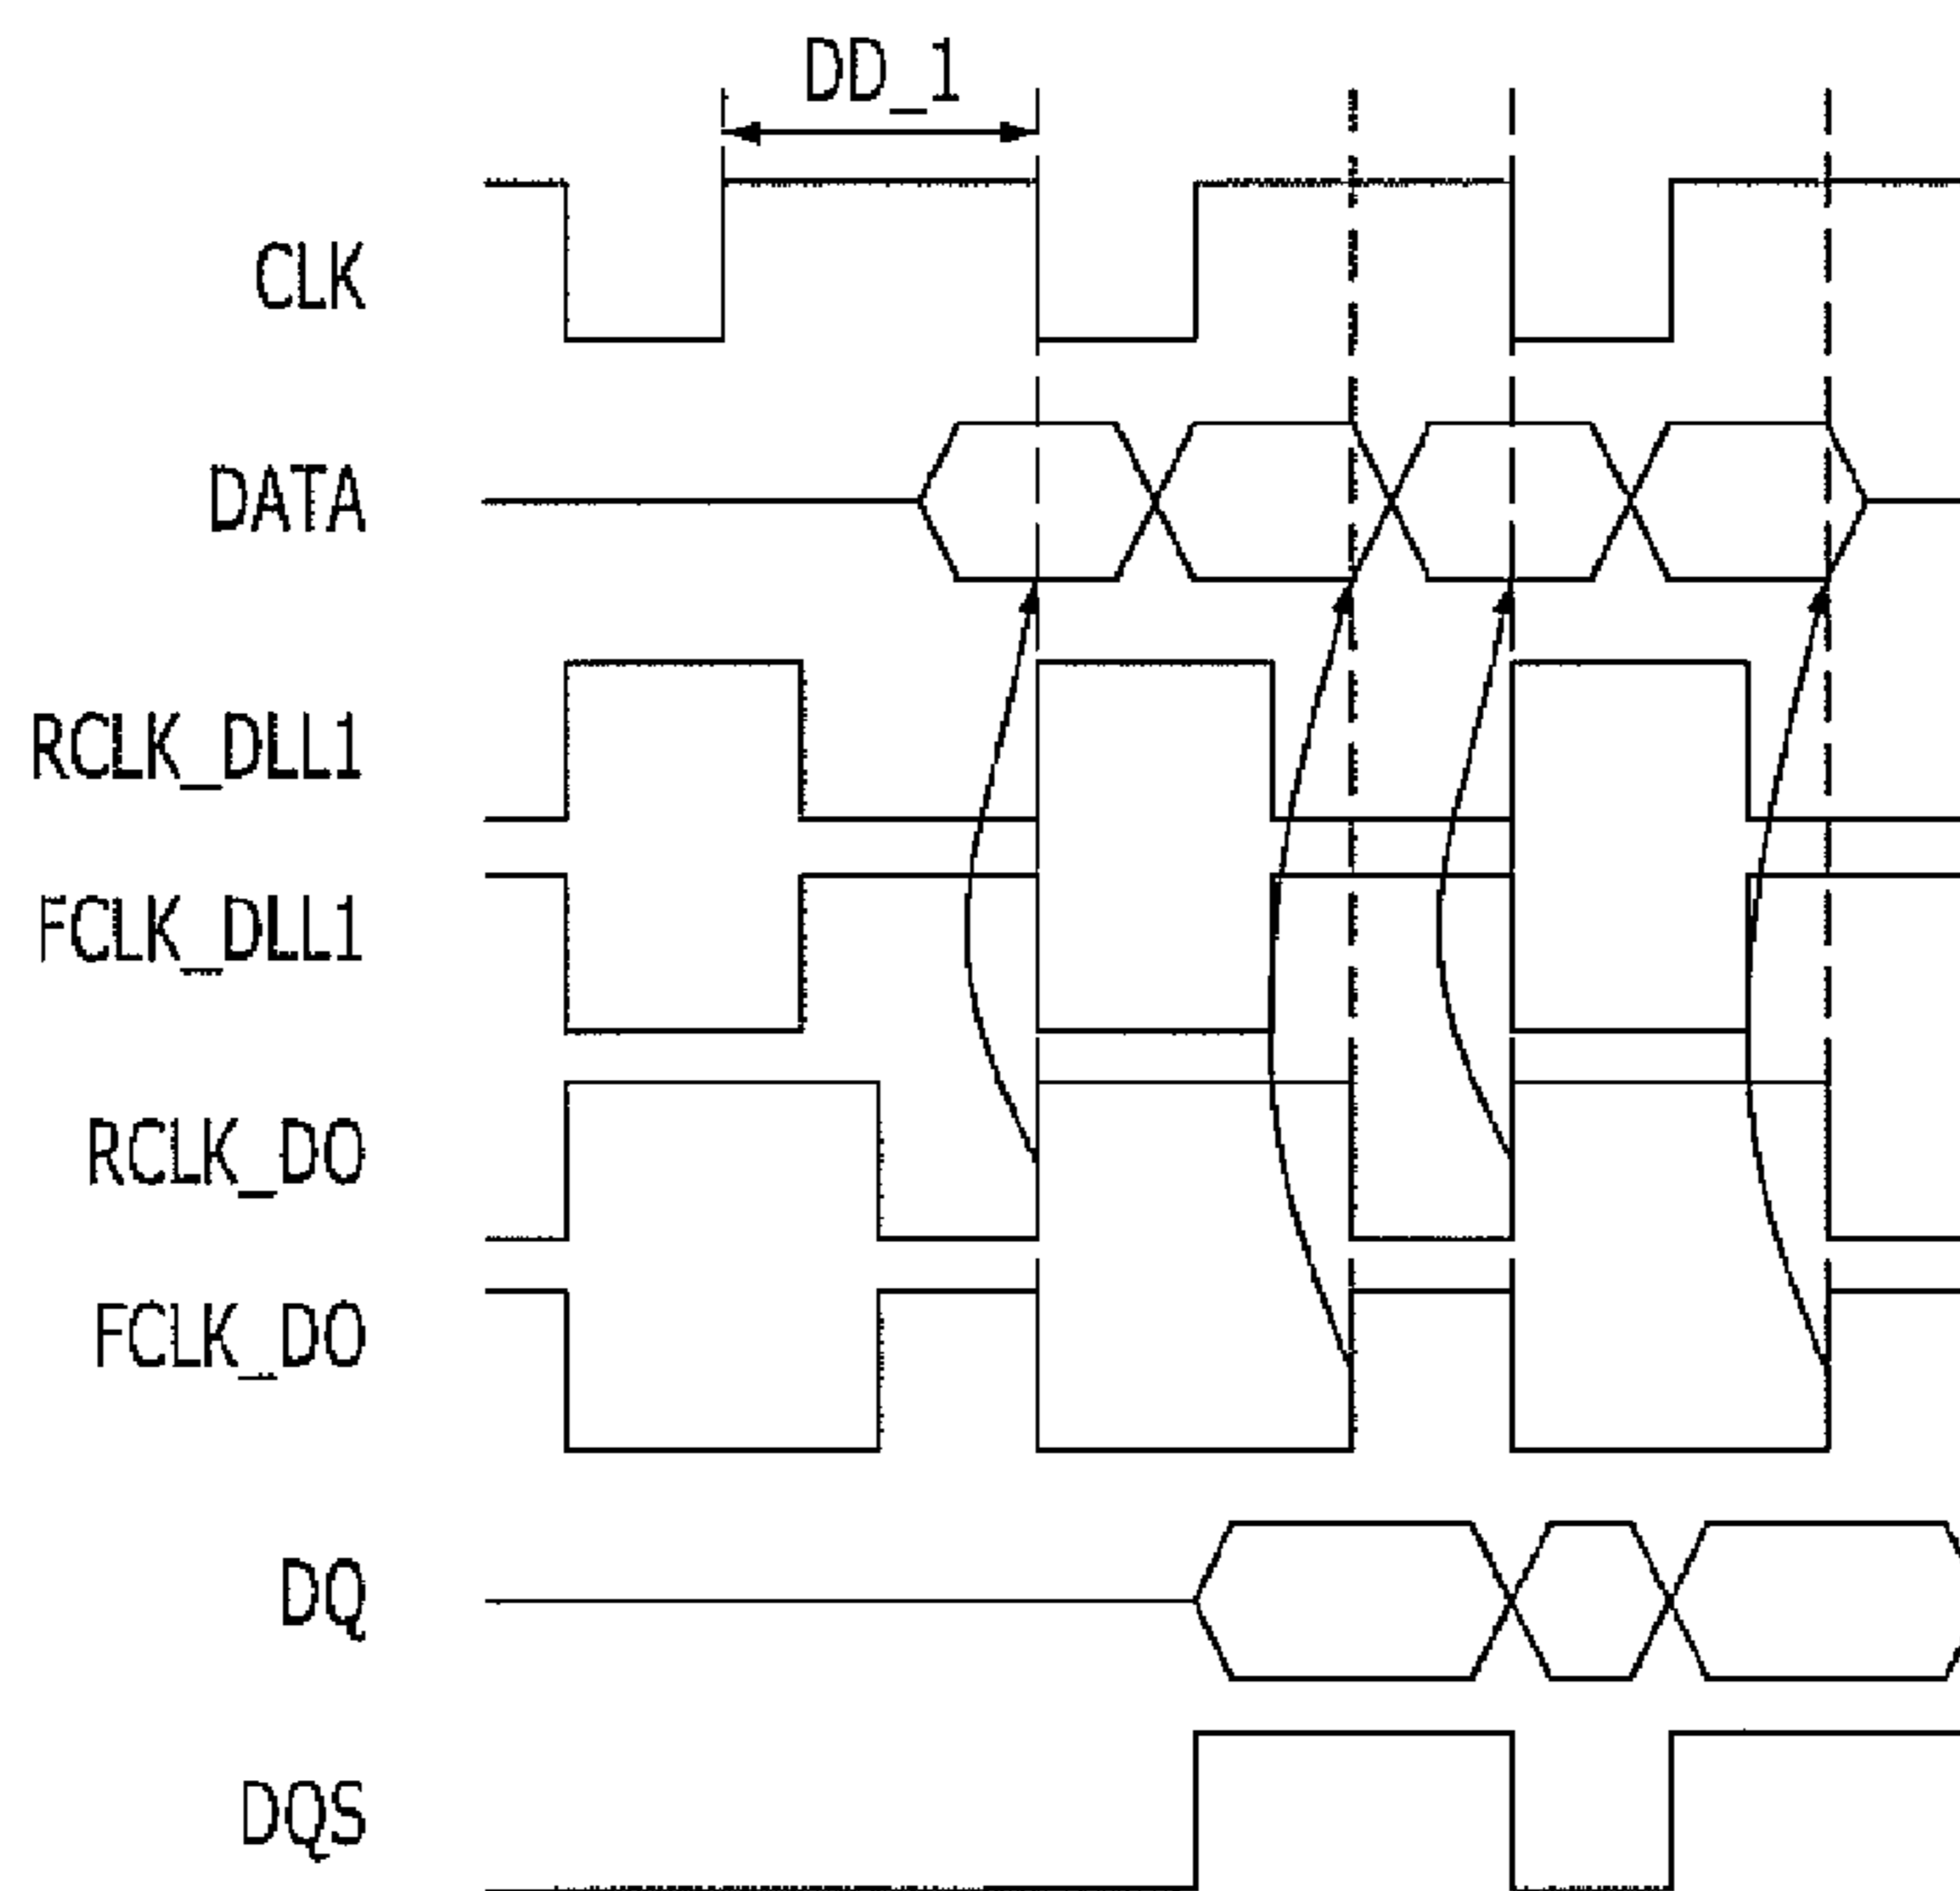 DD_1
CLK
DATA
RCLK_DLL1
FCLK_DLL1
RCLK_DO
FCLK_DO
DQ
DQS